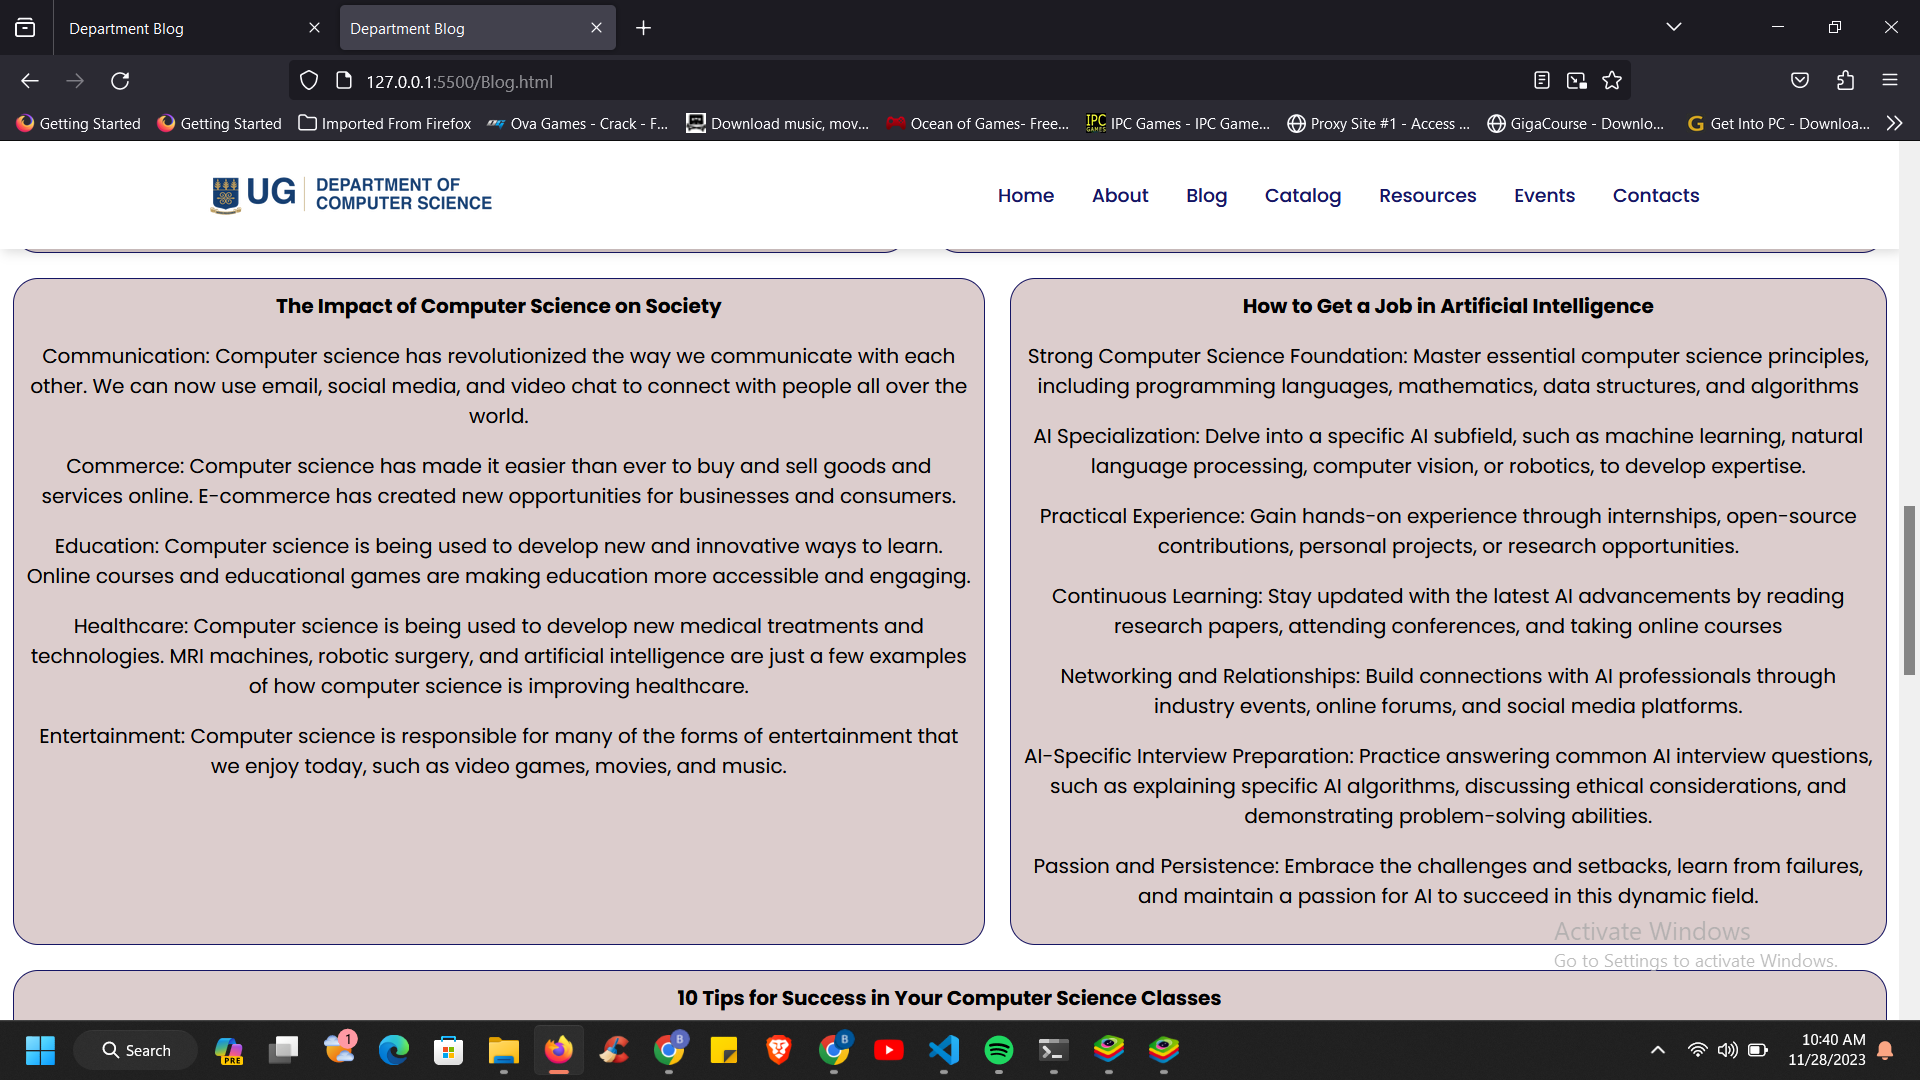 Department Blog
Department Blog
127.0.0.1:5500/Blog.html
Getting Started
Getting Started
Imported From Firefox
Ova Games - Crack - F...
Download music, mov...
Ocean of Games- Free...
IPC GAMES
IPC Games - IPC Game...
Proxy Site #1 - Access ...
GigaCourse - Downlo...
G
Get Into PC - Downloa...
UG
DEPARTMENT OF
COMPUTER SCIENCE
Home
About
Blog
Catalog
Resources
Events
Contacts
The Impact of Computer Science on Society
Communication: Computer science has revolutionized the way we communicate with each
other. We can now use email, social media, and video chat to connect with people all over the
world.
Commerce: Computer science has made it easier than ever to buy and sell goods and
services online. E-commerce has created new opportunities for businesses and consumers.
Education: Computer science is being used to develop new and innovative ways to learn.
Online courses and educational games are making education more accessible and engaging.
Healthcare: Computer science is being used to develop new medical treatments and
technologies. MRI machines, robotic surgery, and artificial intelligence are just a few examples
of how computer science is improving healthcare.
Entertainment: Computer science is responsible for many of the forms of entertainment that
we enjoy today, such as video games, movies, and music.
How to Get a Job in Artificial Intelligence
Strong Computer Science Foundation: Master essential computer science principles,
including programming languages, mathematics, data structures, and algorithms
AI Specialization: Delve into a specific AI subfield, such as machine learning, natural
language processing, computer vision, or robotics, to develop expertise.
Practical Experience: Gain hands-on experience through internships, open-source
contributions, personal projects, or research opportunities.
Continuous Learning: Stay updated with the latest AI advancements by reading
research papers, attending conferences, and taking online courses
Networking and Relationships: Build connections with AI professionals through
industry events, online forums, and social media platforms.
AI-Specific Interview Preparation: Practice answering common AI interview questions,
such as explaining specific AI algorithms, discussing ethical considerations, and
demonstrating problem-solving abilities.
Passion and Persistence: Embrace the challenges and setbacks, learn from failures,
and maintain a passion for AI to succeed in this dynamic field.
Activate Windows
Go to Settings to activate Windows.
10 Tips for Success in Your Computer Science Classes
Search
PRE
1
B
B
10:40 AM
11/28/2023